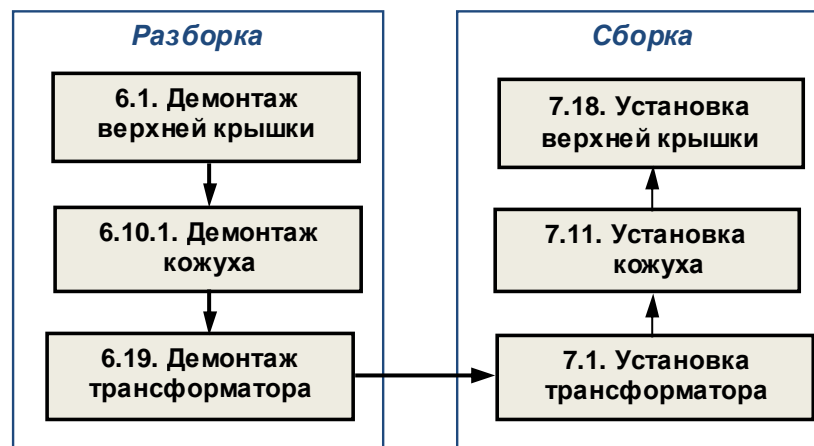 Разборка
6.1. Демонтаж
верхней крышки
6.10.1. Демонтаж
кожуха
6.19. Демонтаж
трансформатора
Сборка
7.18. Установка
верхней крышки
7.11. Установка
кожуха
7.1. Установка
трансформатора